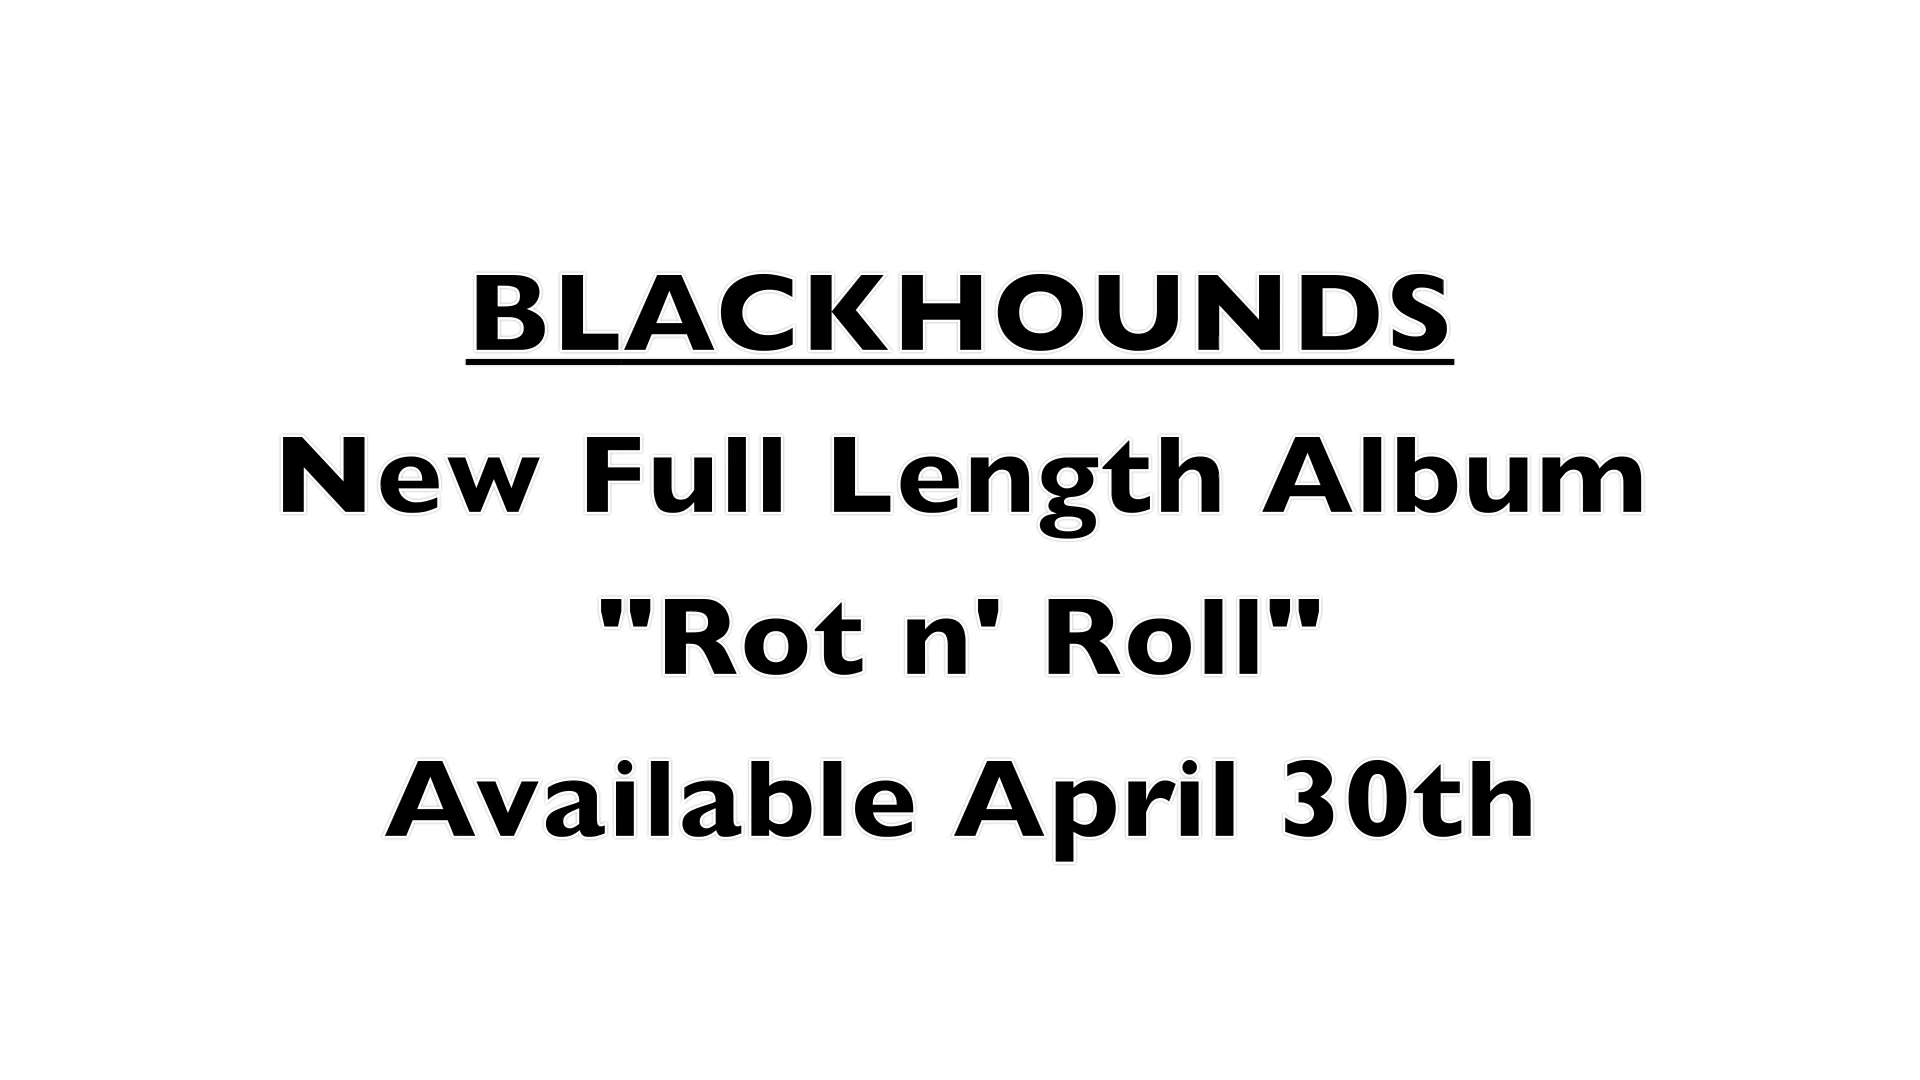 BLACKHOUNDS
New Full Length Album
"Rot n' Roll"
Available April 30th